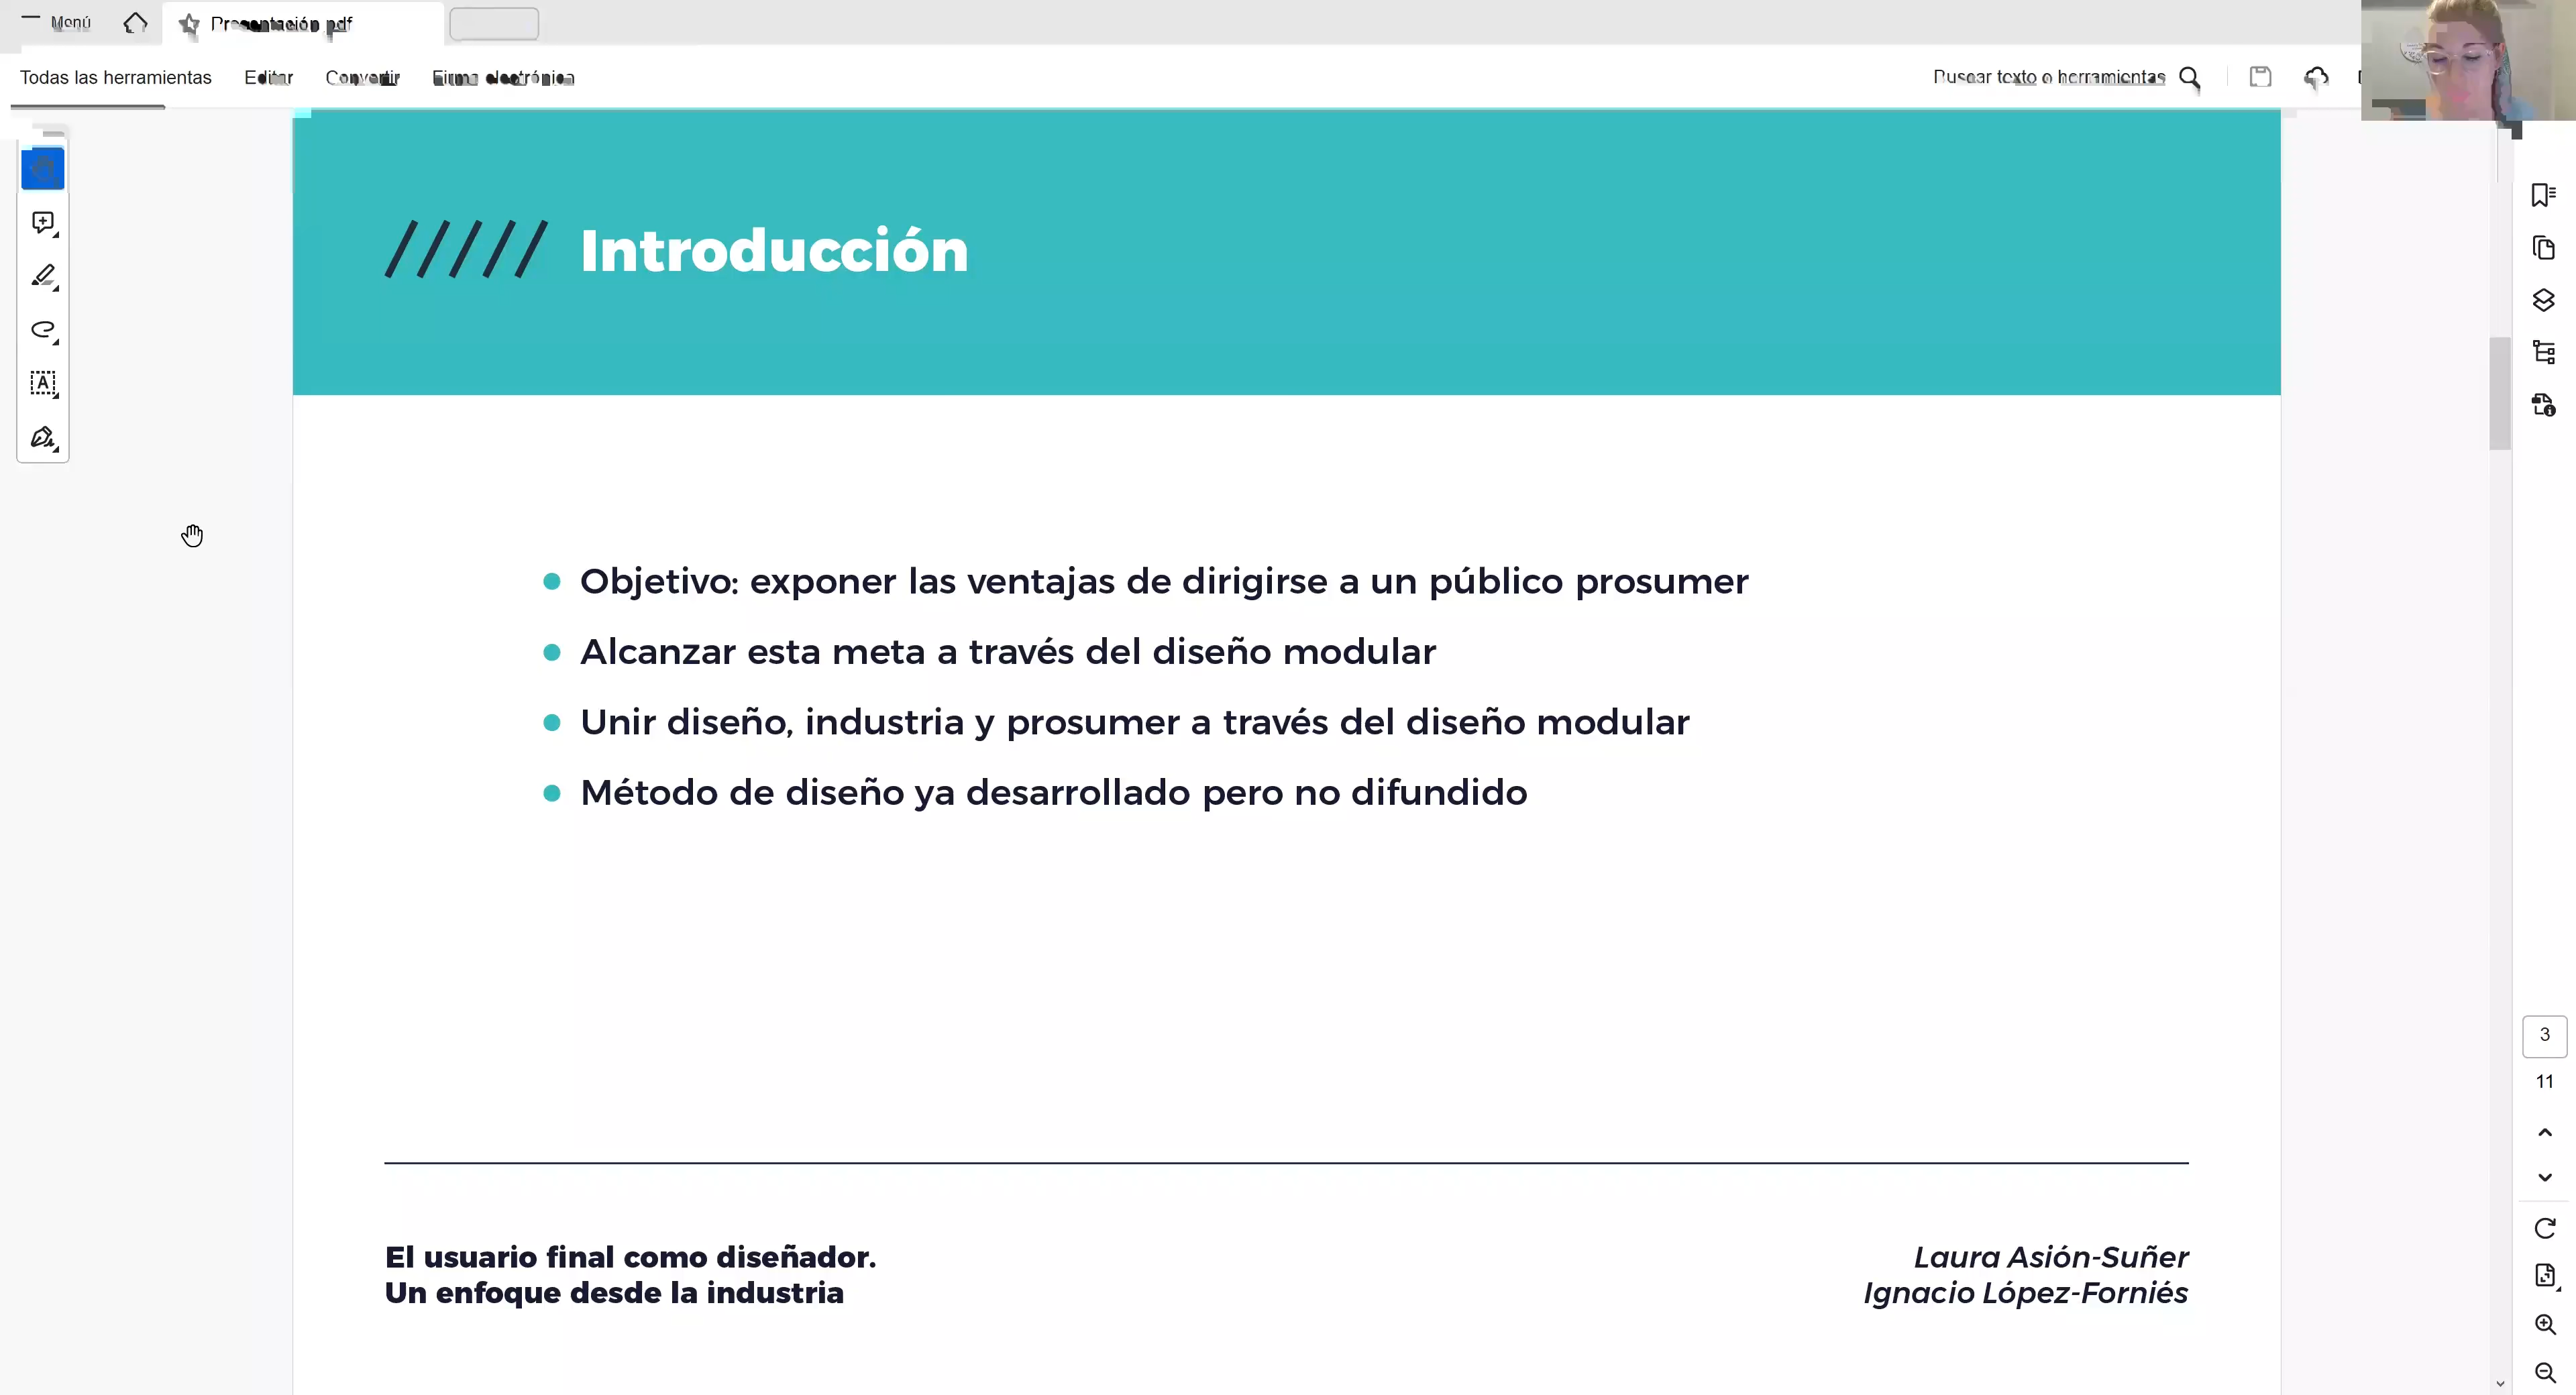 Menú
Presentación.pdf
Todas las herramientas
Editar
Convertir
Firma electrónica
Buscar texto o herramientas
Introducción
Objetivo: exponer las ventajas de dirigirse a un público prosumer
Alcanzar esta meta a través del diseño modular
Unir diseño, industria y prosumer a través del diseño modular
Método de diseño ya desarrollado pero no difundido
3
11
El usuario final como diseñador.
Un enfoque desde la industria
Laura Asión-Suñer
Ignacio López-Forniés